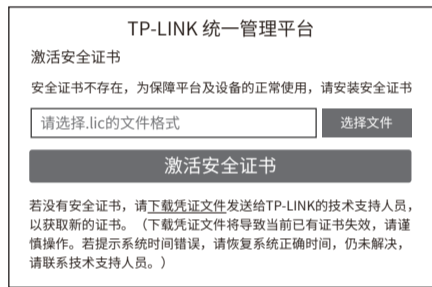 TP-LINK 统一管理平台
激活安全证书
安全证书不存在，为保障平台及设备的正常使用，请安装安全证书
请选择.lic的文件格式
选择文件
激活安全证书
若没有安全证书，请下载凭证文件发送给TP-LINK的技术支持人员，
以获取新的证书。（下载凭证文件将导致当前已有证书失效，请谨
慎操作。若提示系统时间错误，请恢复系统正确时间，仍未解决，
请联系技术支持人员。）